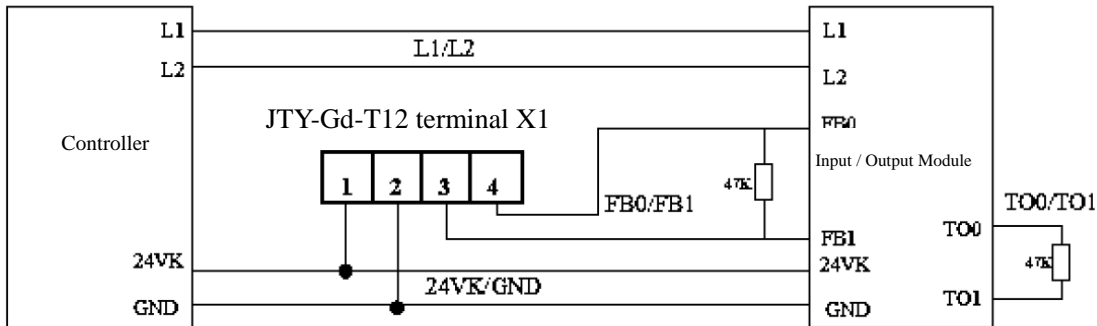 L1
L1
L1/L2
L2
L2
JTY-Gd-T12 terminal X1
FB0
Controller
Input / Output Module
1 2 3 4
47K
FB0/FB1
TO0/TO1
TO0
FB1
24VK
24VK
47K
24VK/GND
TO1
GND
GND